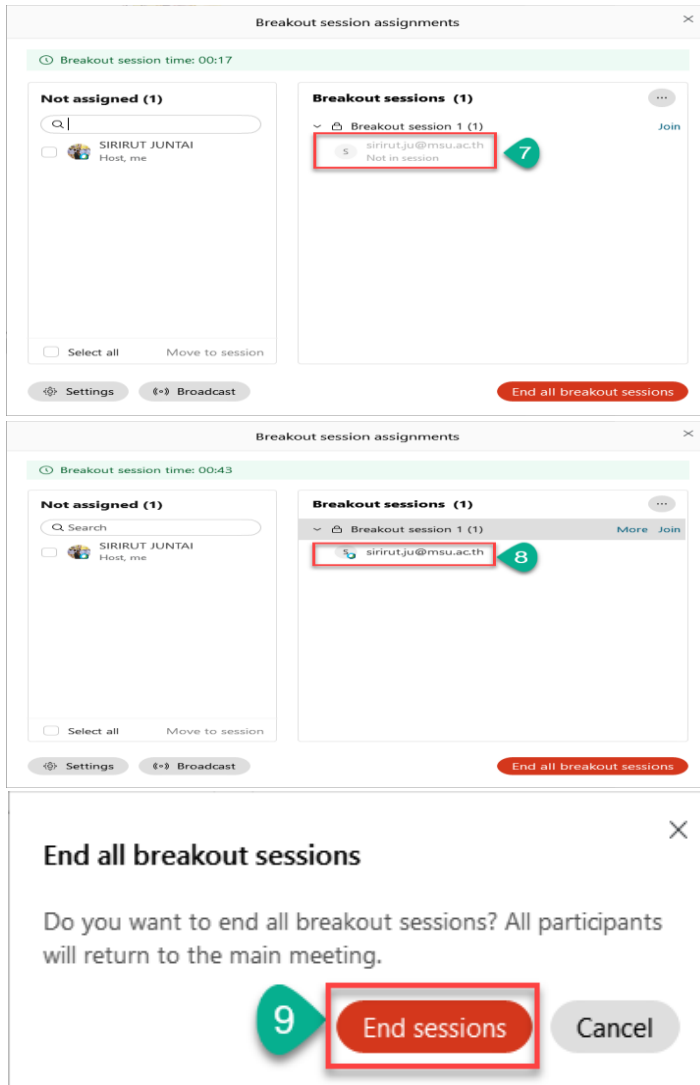 Breakout session assignments
Breakout session time: 00:17
Not assigned (1)
SIRIRUT JUNTAI
Host, me
Select all Move to session
Breakout sessions (1)
...
Breakout session 1 (1) Join
S sirirut.ju@msu.ac.th
Not in session
7
Settings Broadcast End all breakout sessions
Breakout session assignments
Breakout session time: 00:43
Not assigned (1)
Search
SIRIRUT JUNTAI
Host, me
Select all Move to session
Breakout sessions (1)
...
Breakout session 1 (1) More Join
S sirirut.ju@msu.ac.th
8
Settings Broadcast End all breakout sessions
End all breakout sessions
Do you want to end all breakout sessions? All participants
will return to the main meeting.
9 End sessions Cancel